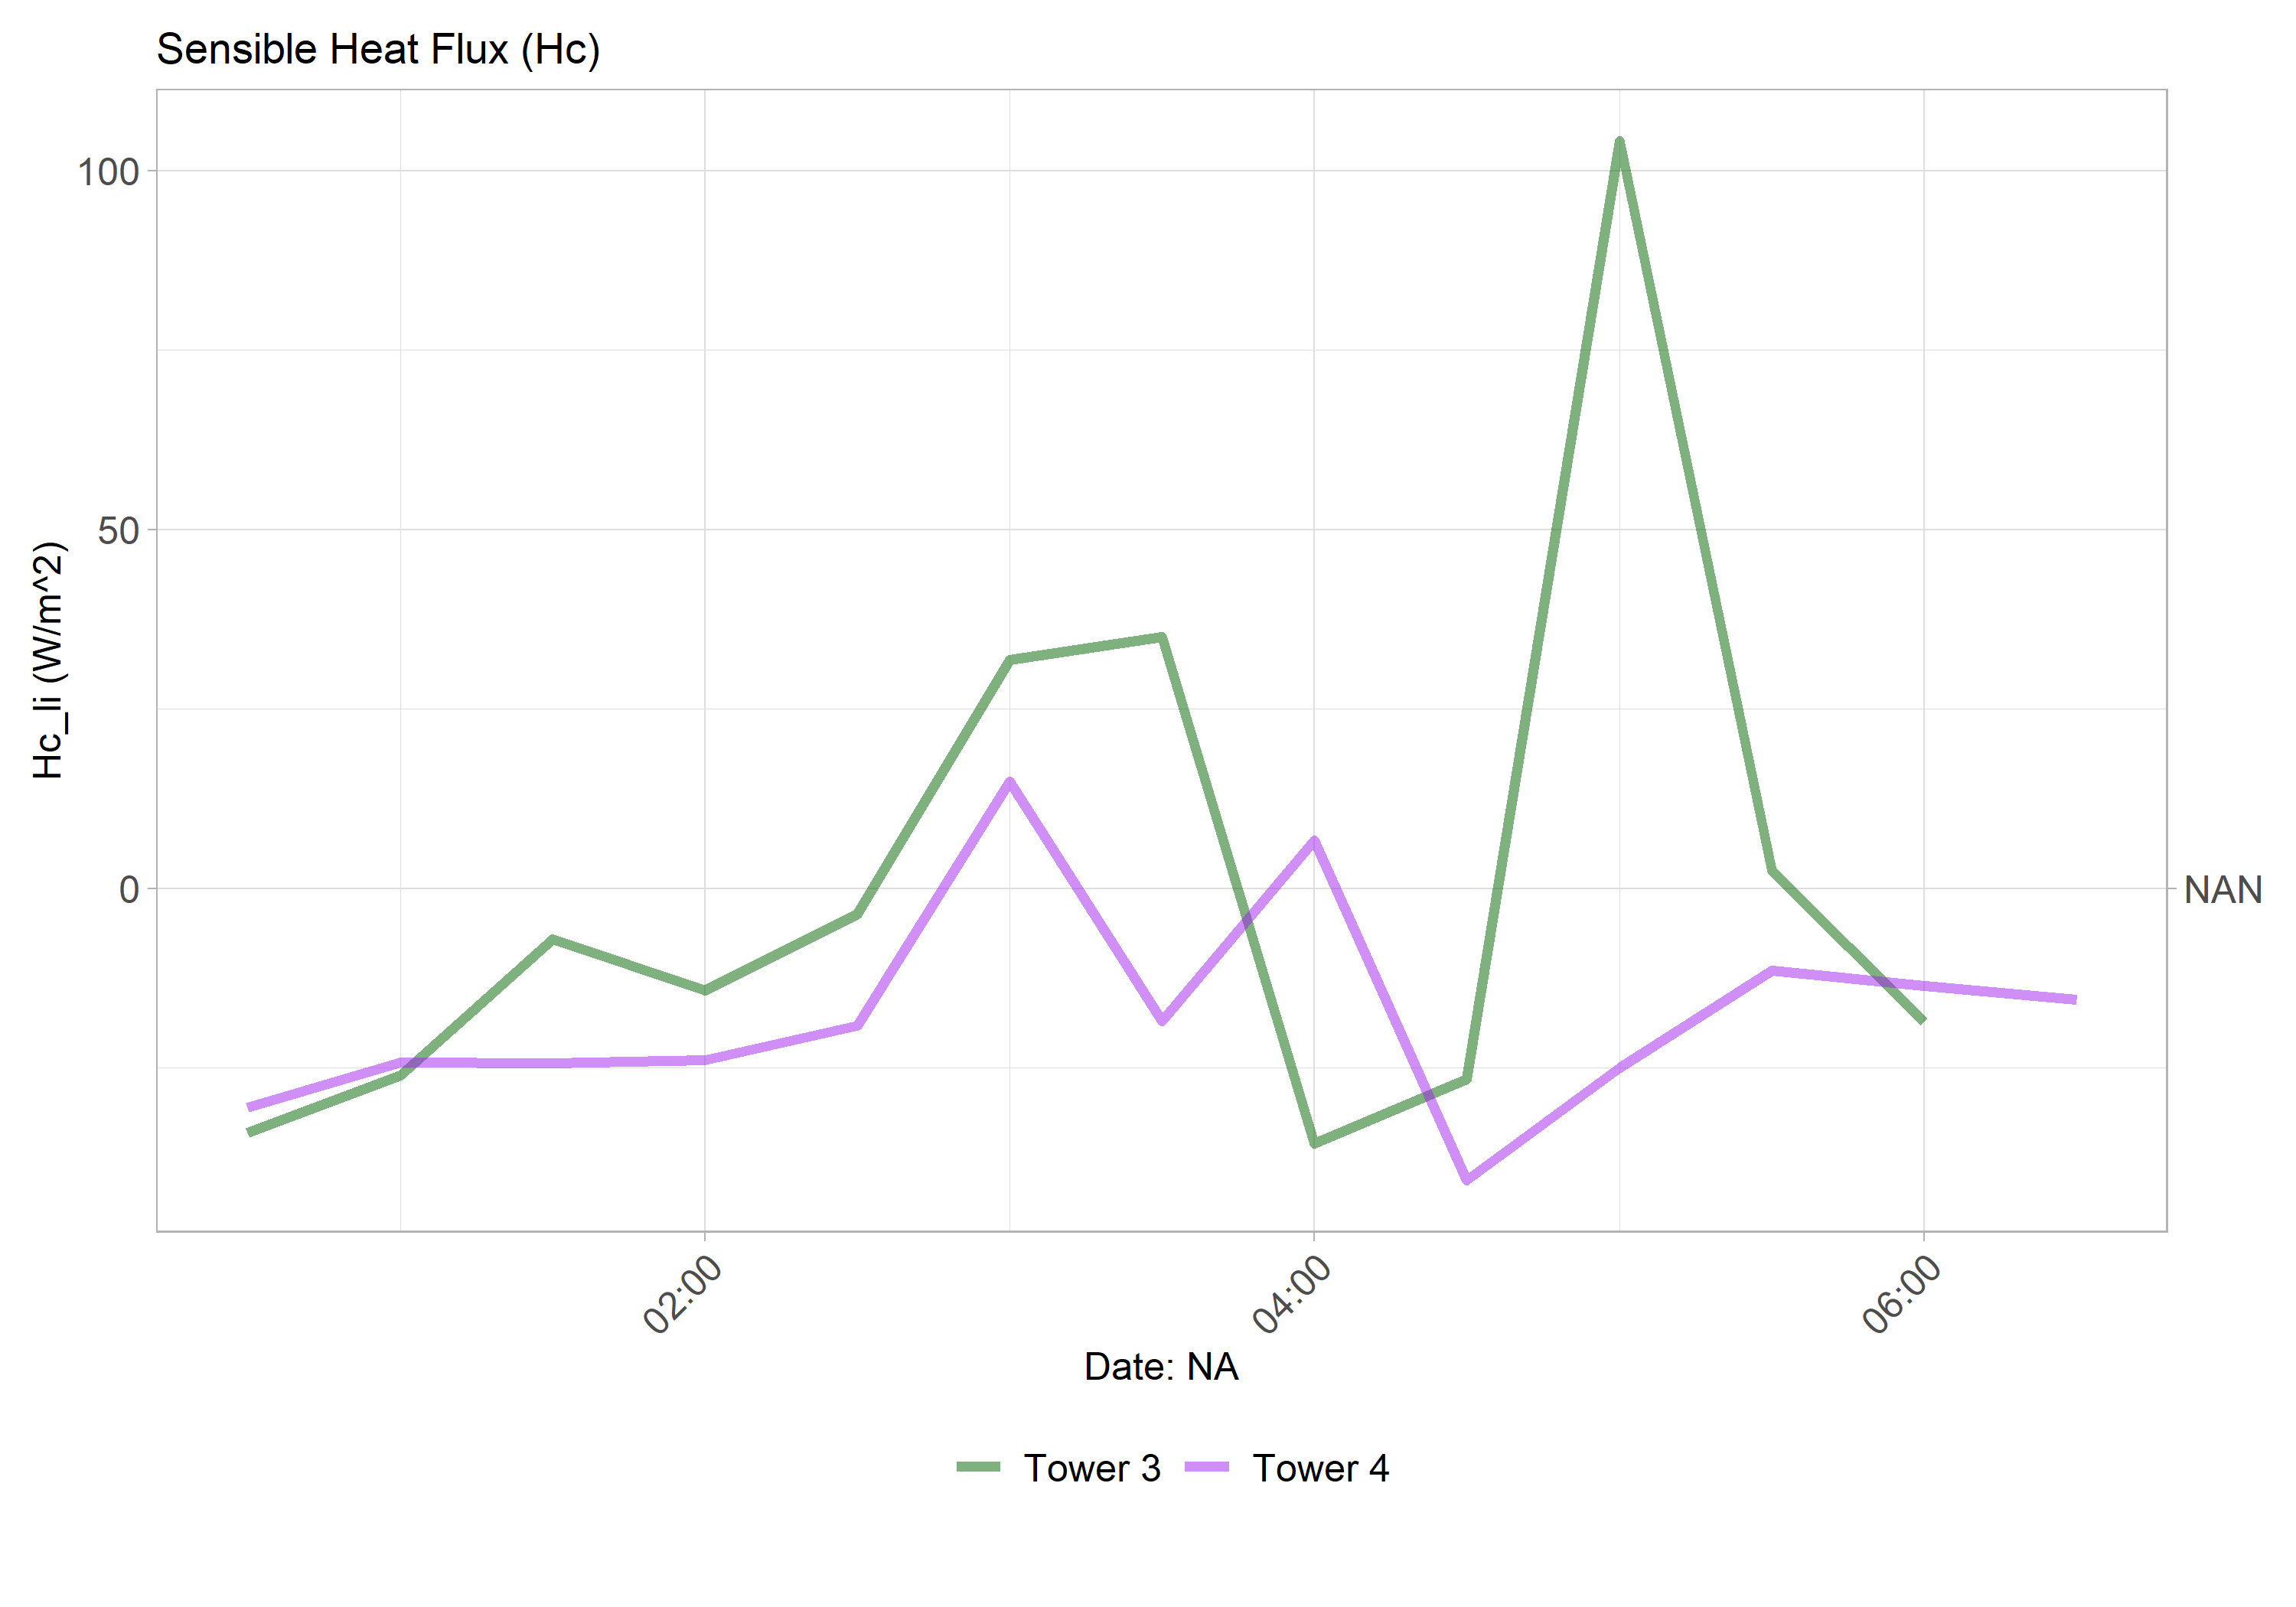 Sensible Heat Flux (Hc)
100
50
0
NAN
Hc_li (W/m^2)
02:00
04:00
06:00
Date: NA
Tower 3
Tower 4